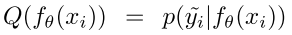 Q(f_θ(x_i)) = p(ỹ_i|f_θ(x_i))